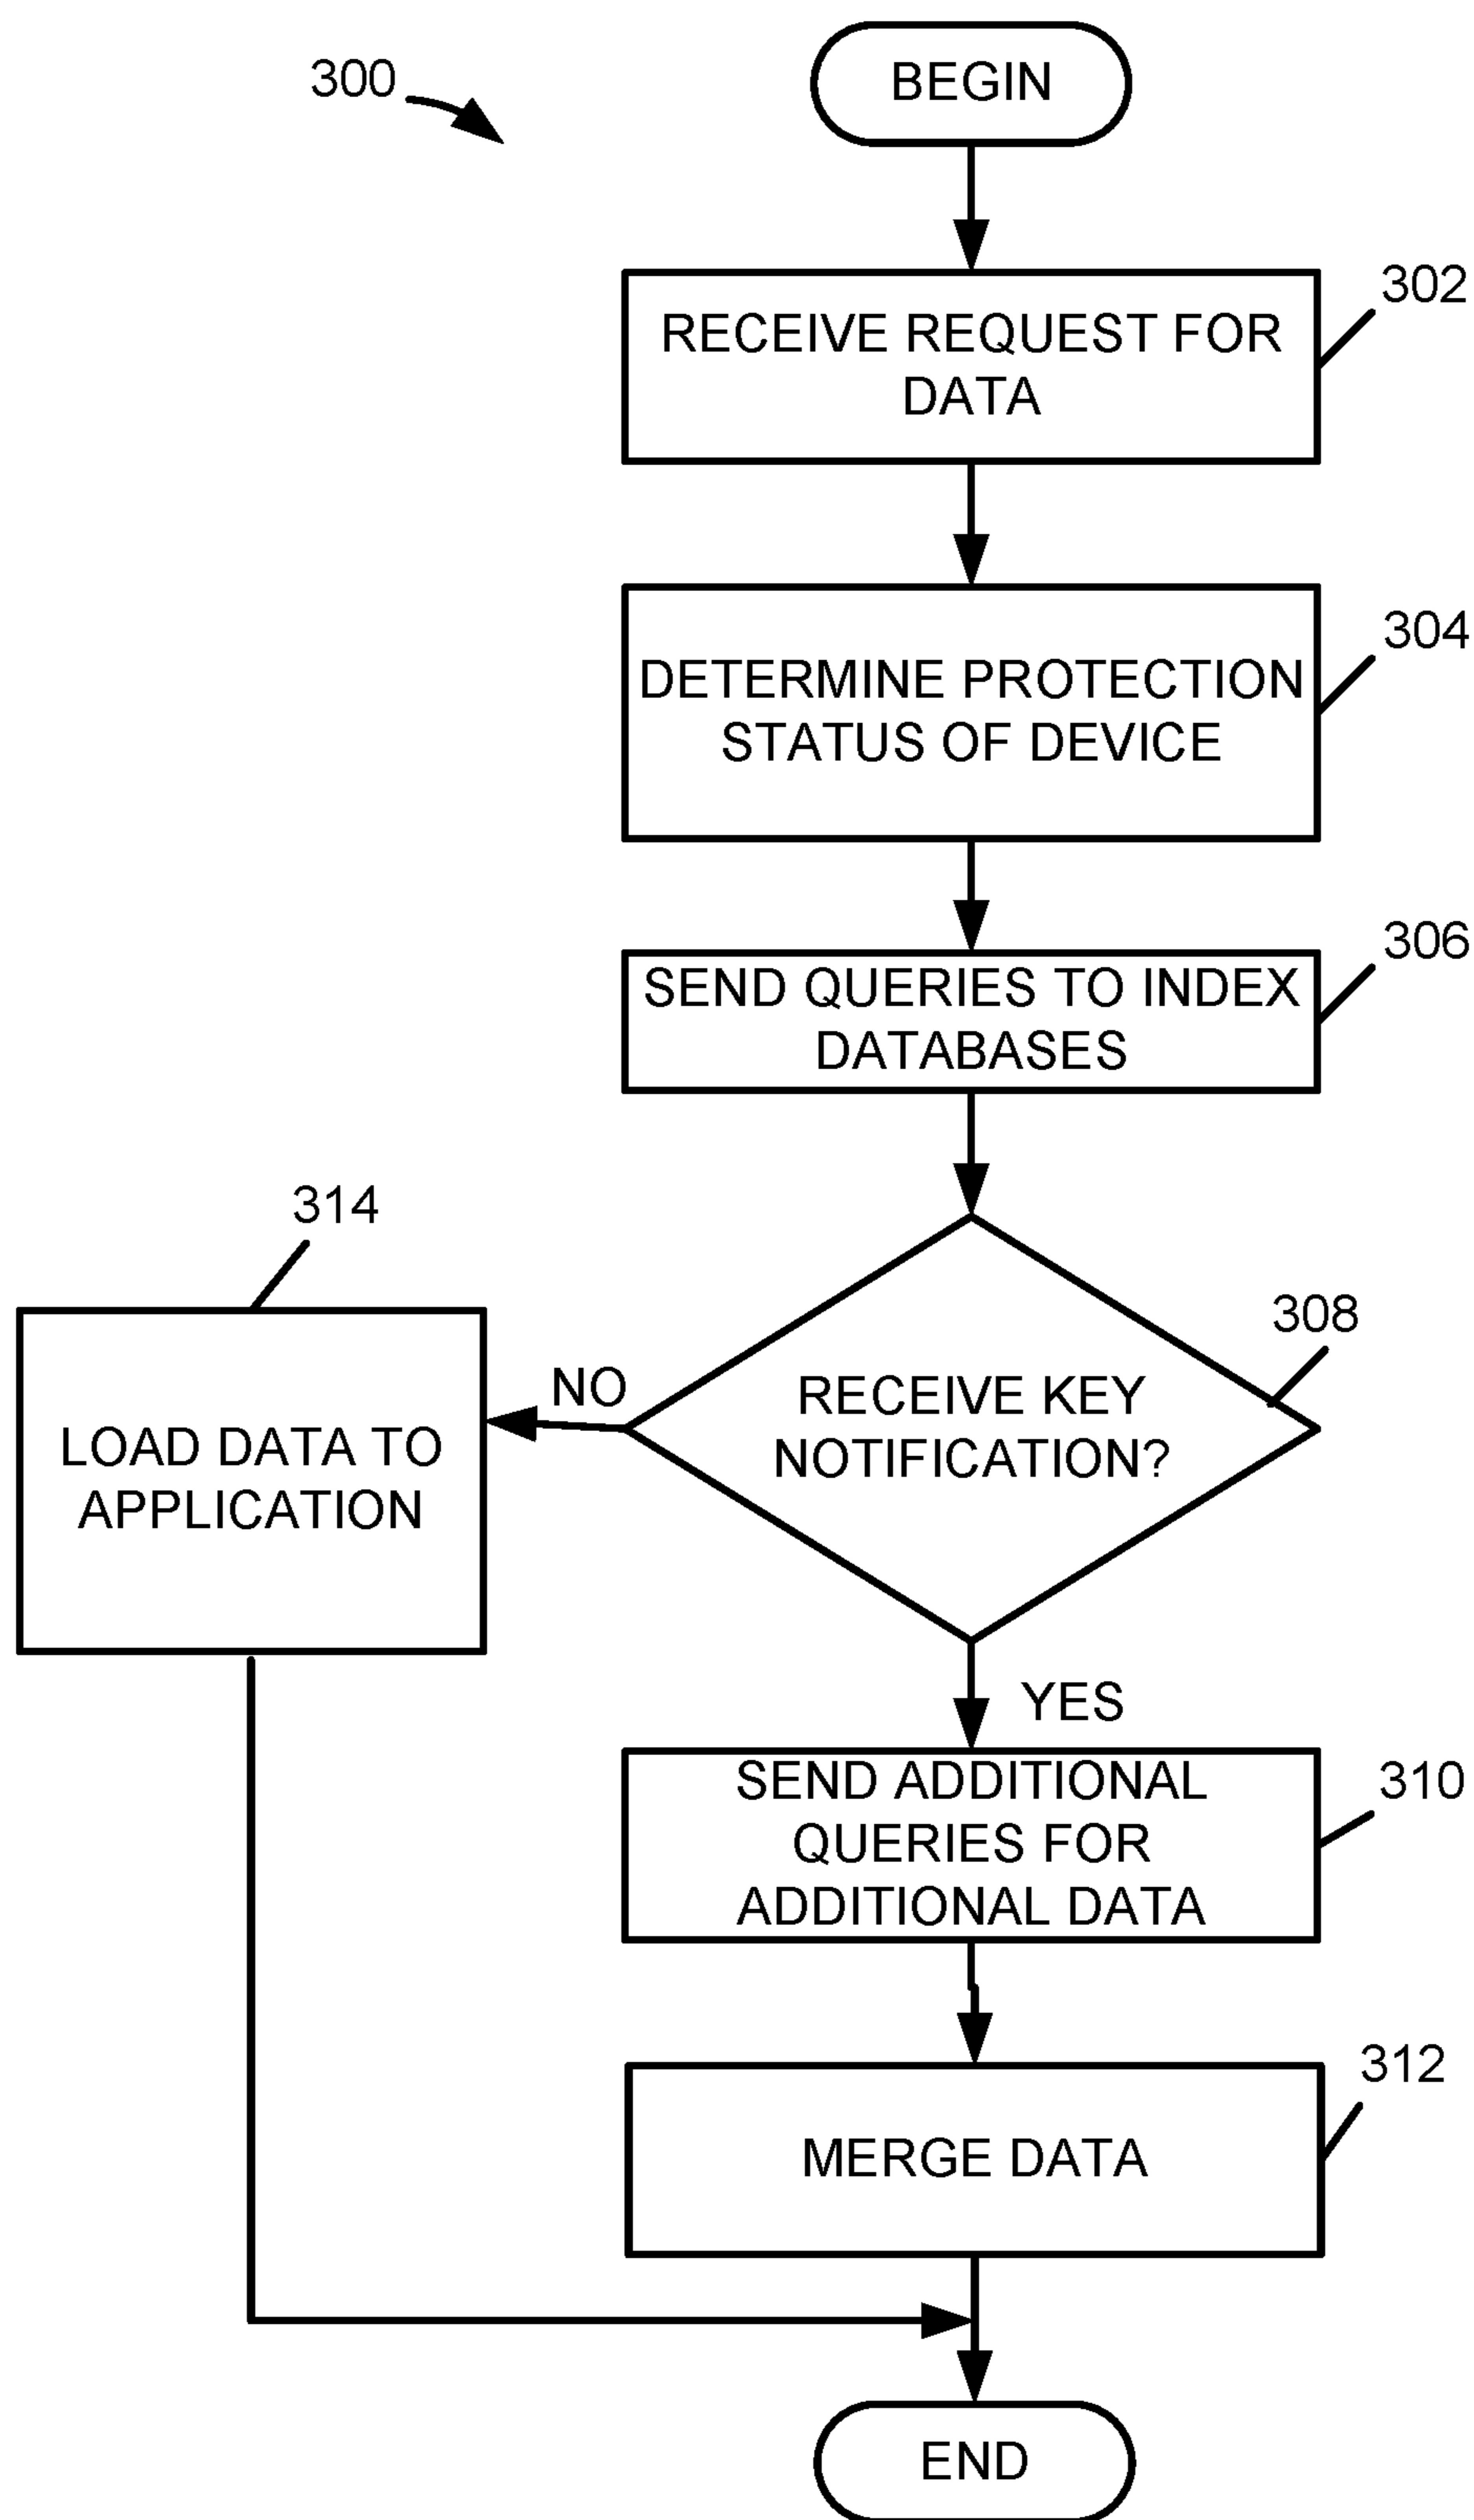 300
BEGIN
302
RECEIVE REQUEST FOR
DATA
304
DETERMINE PROTECTION
STATUS OF DEVICE
306
SEND QUERIES TO INDEX
DATABASES
314
308
NO
RECEIVE KEY
NOTIFICATION?
LOAD DATA TO
APPLICATION
YES
310
SEND ADDITIONAL
QUERIES FOR
ADDITIONAL DATA
312
MERGE DATA
END